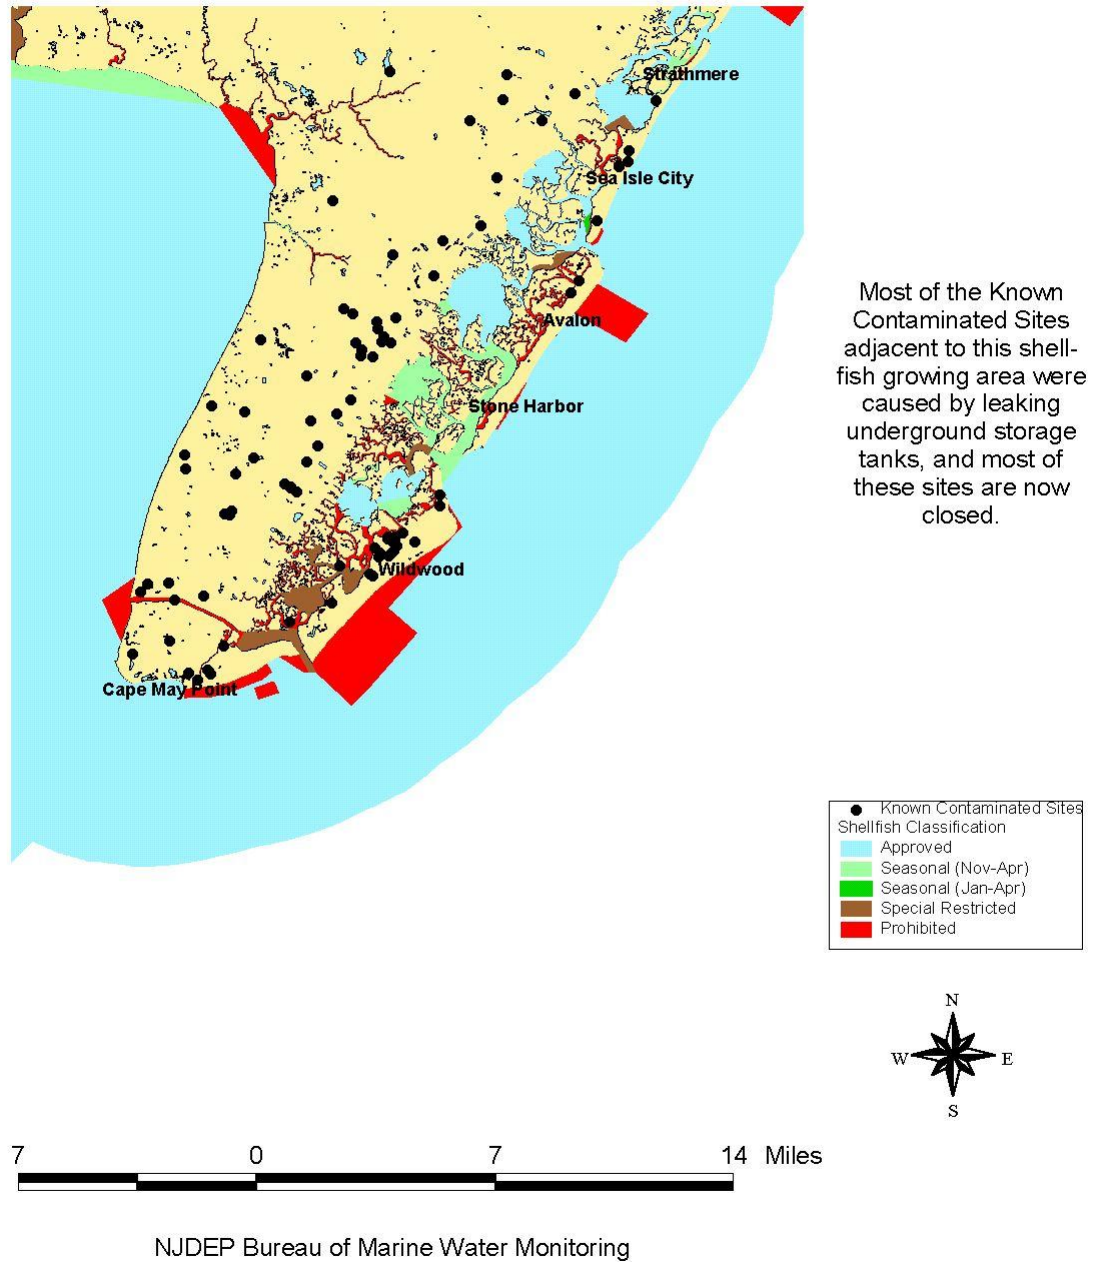 Strathmere
Sea Isle City
Avalon
Stone Harbor
Wildwood
Cape May Point
Most of the Known
Contaminated Sites
adjacent to this shell-
fish growing area were
caused by leaking
underground storage
tanks, and most of
these sites are now
closed.
Known Contaminated Sites
Shellfish Classification
Approved
Seasonal (Nov-Apr)
Seasonal (Jan-Apr)
Special Restricted
Prohibited
N
W E
S
7 0 7 14 Miles
NJDEP Bureau of Marine Water Monitoring